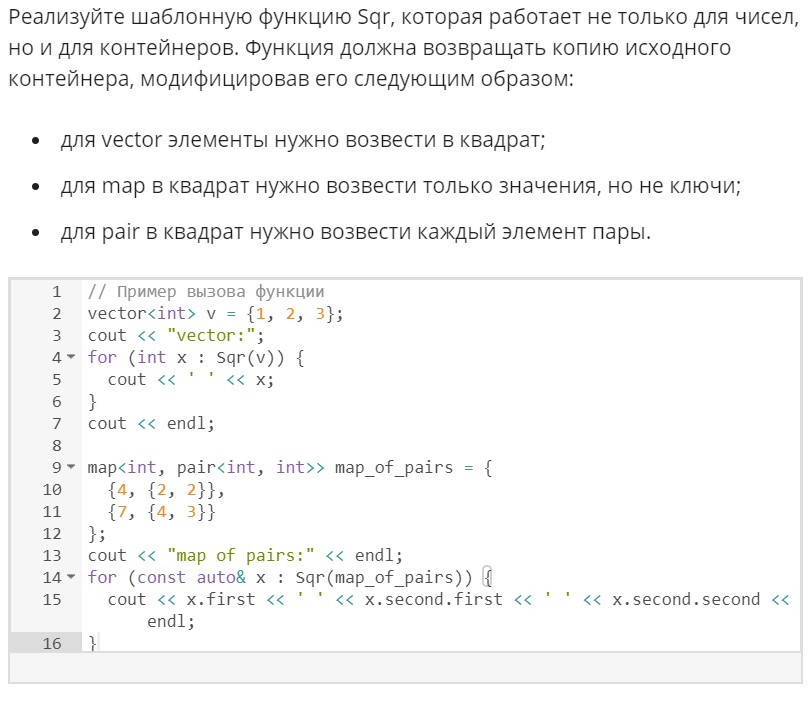 Реализуйте шаблонную функцию Sqr, которая работает не только для чисел,
но и для контейнеров. Функция должна возвращать копию исходного
контейнера, модифицировав его следующим образом:
• для vector элементы нужно возвести в квадрат;
• для map в квадрат нужно возвести только значения, но не ключи;
• для pair в квадрат нужно возвести каждый элемент пары.
1 // Пример вызова функции
2 vector<int> v = {1, 2, 3};
3 cout << "vector:";
4 for (int x : Sqr(v)) {
5   cout << ' ' << x;
6 }
7 cout << endl;
8
9 map<int, pair<int, int>> map_of_pairs = {
10   {4, {2, 2}},
11   {7, {4, 3}}
12 };
13 cout << "map of pairs:" << endl;
14 for (const auto& x : Sqr(map_of_pairs)) {
15   cout << x.first << ' ' << x.second.first << ' ' << x.second.second <<
endl;
16 }